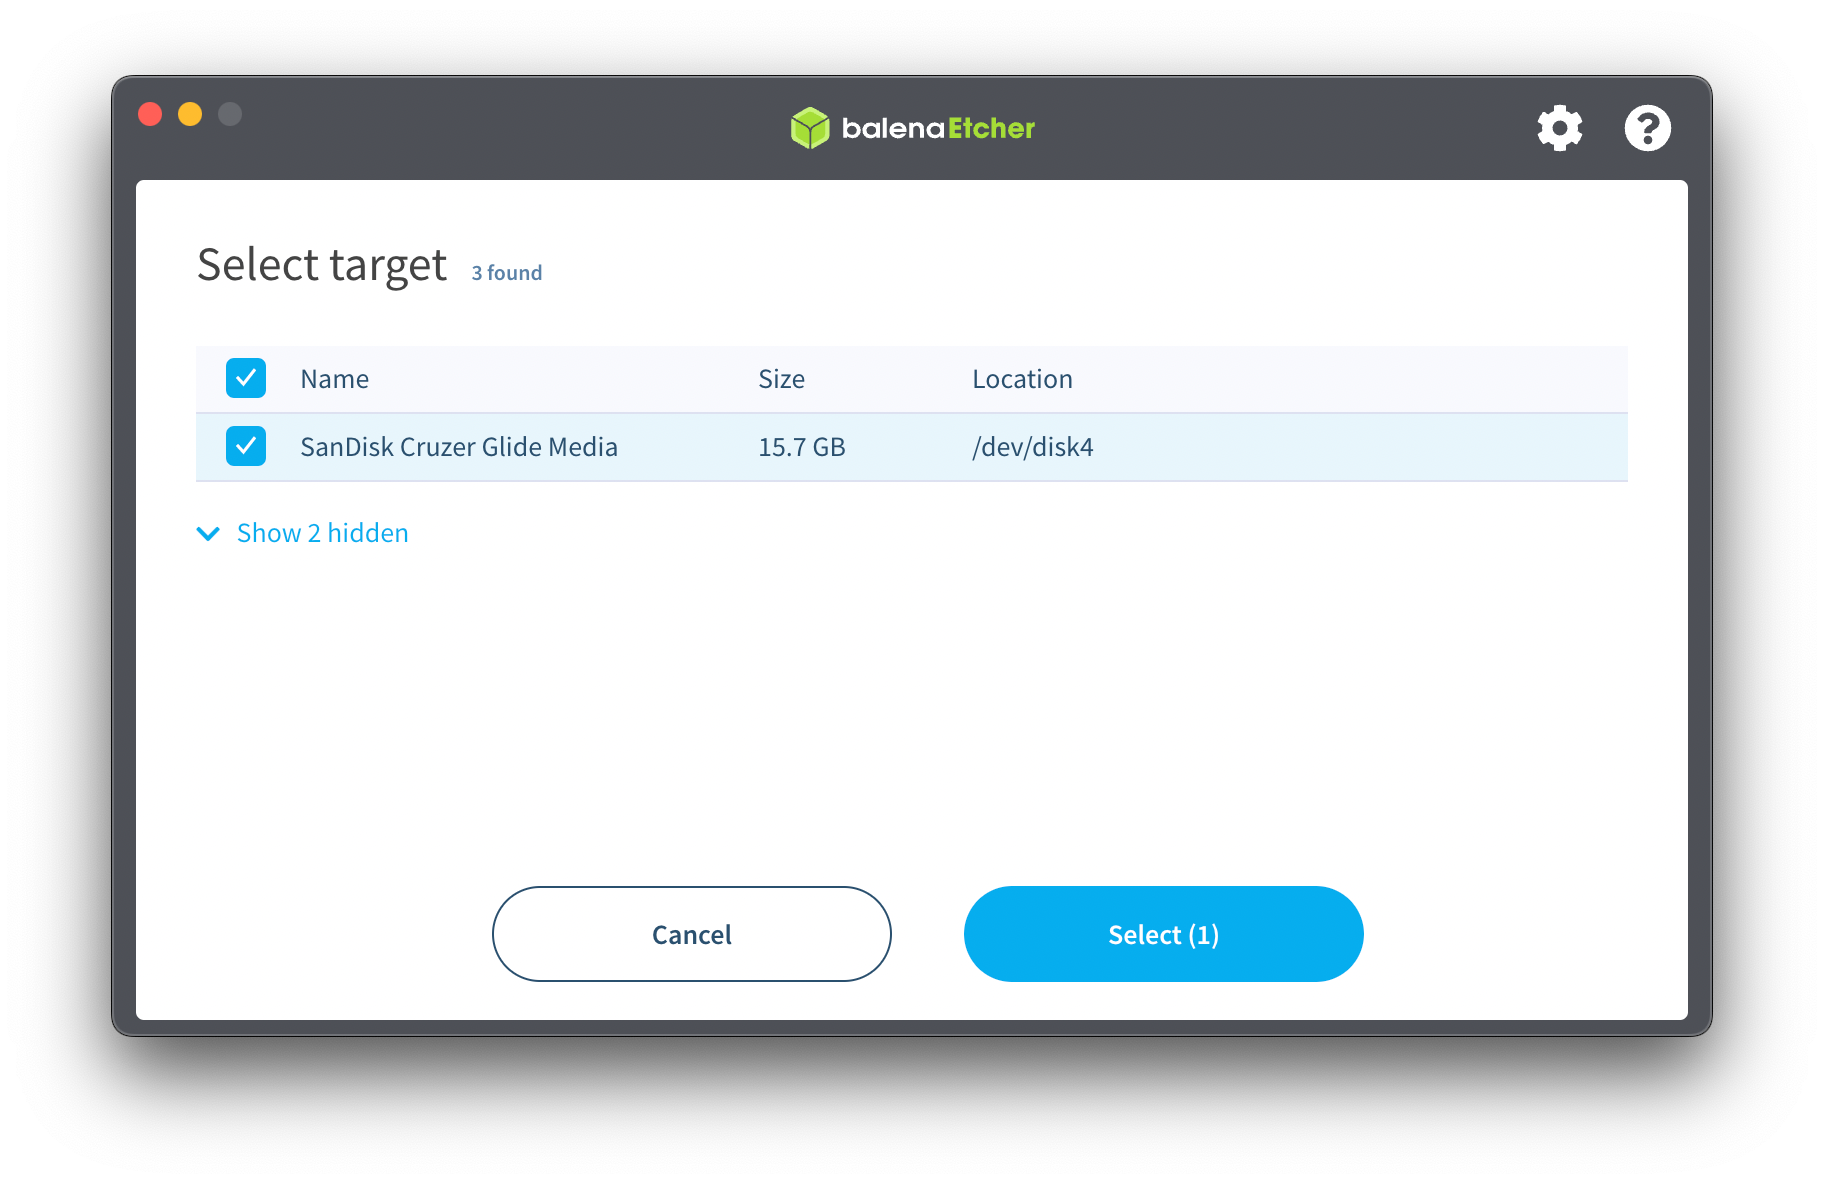 balenaEtcher
Select target 3 found
Name Size Location
SanDisk Cruzer Glide Media 15.7 GB /dev/disk4
Show 2 hidden
Cancel Select (1)